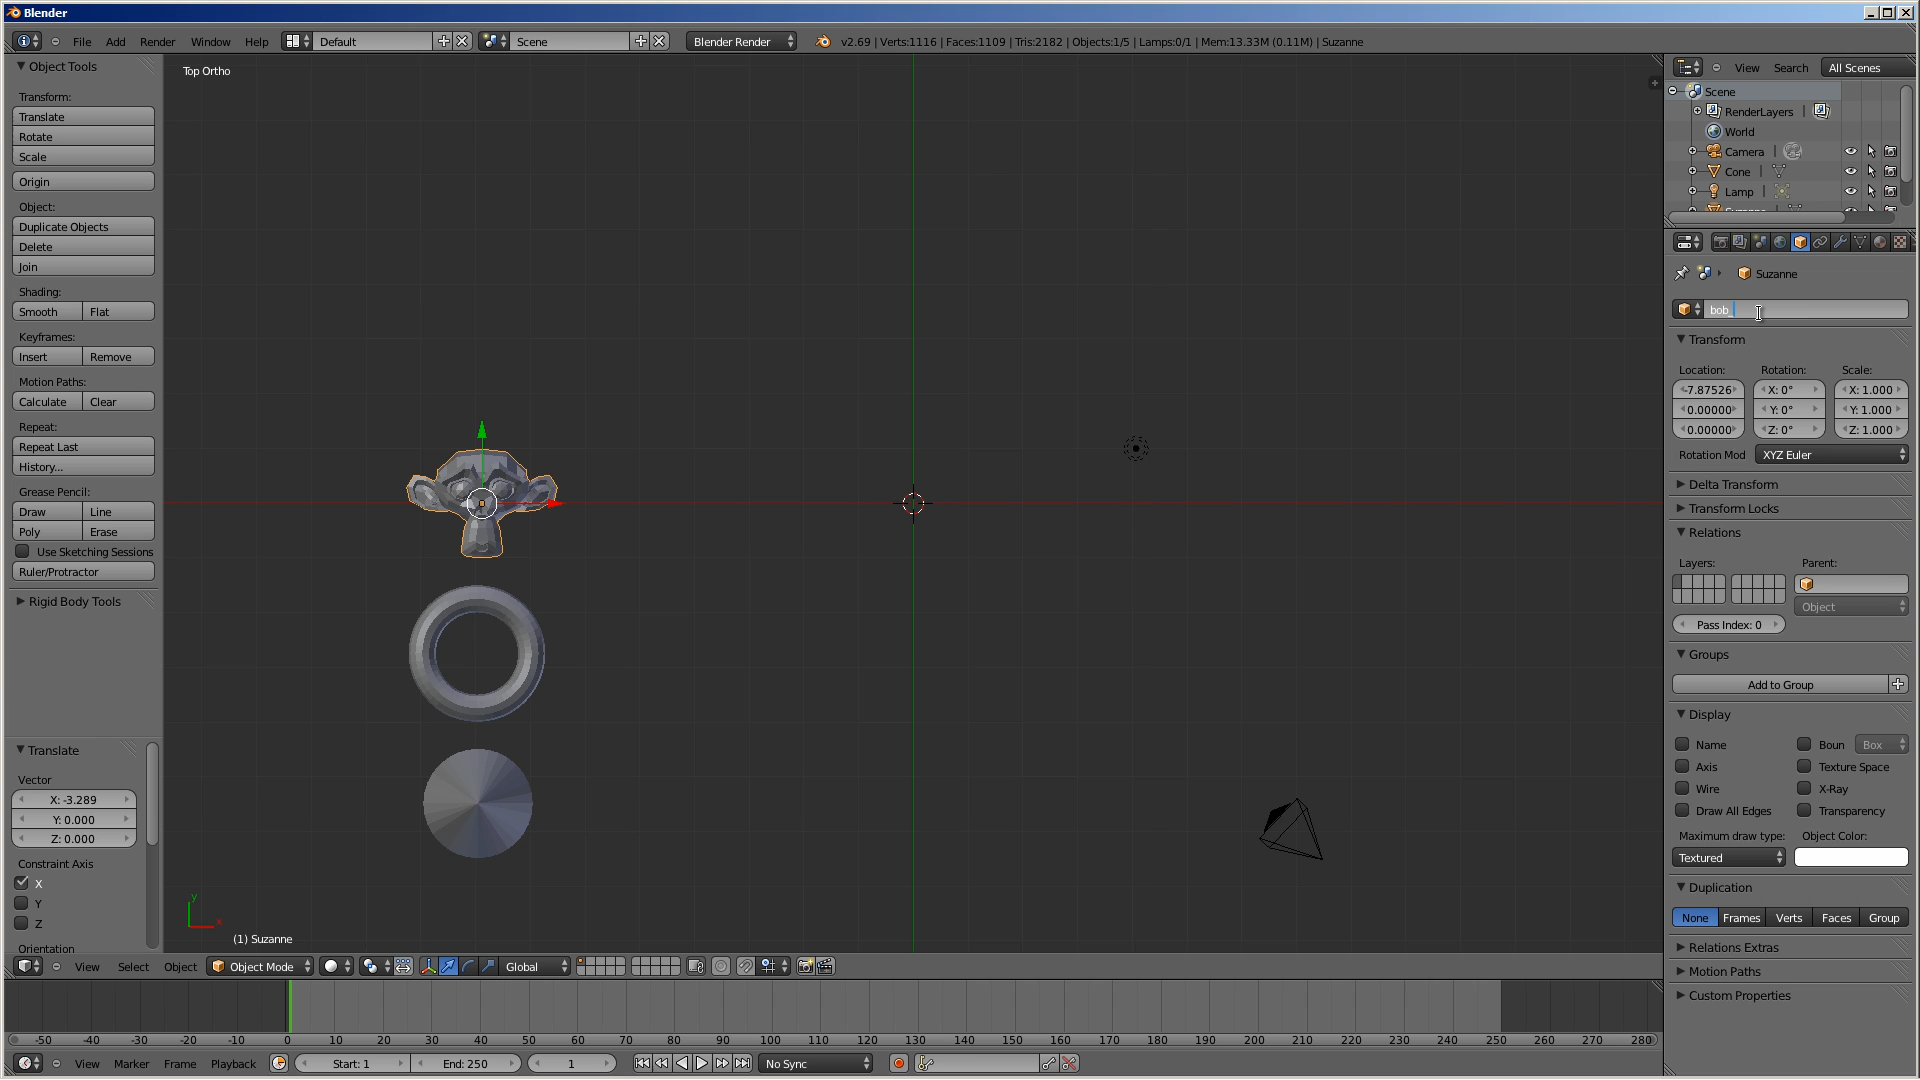 Blender
File Add Render Window Help Default Scene Blender Render v2.69 | Verts:1116 | Faces:1109 | Tris:2182 | Objects:1/5 | Lamps:0/1 | Mem:13.33M (0.11M) | Suzanne
Object Tools
Transform:
Translate
Rotate
Scale
Origin
Object:
Duplicate Objects
Delete
Join
Shading:
Smooth Flat
Keyframes:
Insert Remove
Motion Paths:
Calculate Clear
Repeat:
Repeat Last
History...
Grease Pencil:
Draw Line
Poly Erase
Use Sketching Sessions
Ruler/Protractor
Rigid Body Tools
Translate
Vector
X: -3.289
Y: 0.000
Z: 0.000
Constraint Axis
X
Y
Z
Orientation
Top Ortho
y
x
(1) Suzanne
View Select Object Object Mode Global
-50 -40 -30 -20 -10 0 10 20 30 40 50 60 70 80 90 100 110 120 130 140 150 160 170 180 190 200 210 220 230 240 250 260 270 280
View Marker Frame Playback Start: 1 End: 250 1 No Sync
View Search All Scenes
Scene
RenderLayers |
World
Camera |
Cone |
Lamp |
Suzanne
bob
Transform
Location: Rotation: Scale:
-7.87526 X: 0° X: 1.000
0.00000 Y: 0° Y: 1.000
0.00000 Z: 0° Z: 1.000
Rotation Mod XYZ Euler
Delta Transform
Transform Locks
Relations
Layers: Parent:
Object
Pass Index: 0
Groups
Add to Group
Display
Name Boun Box
Axis Texture Space
Wire X-Ray
Draw All Edges Transparency
Maximum draw type: Object Color:
Textured
Duplication
None Frames Verts Faces Group
Relations Extras
Motion Paths
Custom Properties